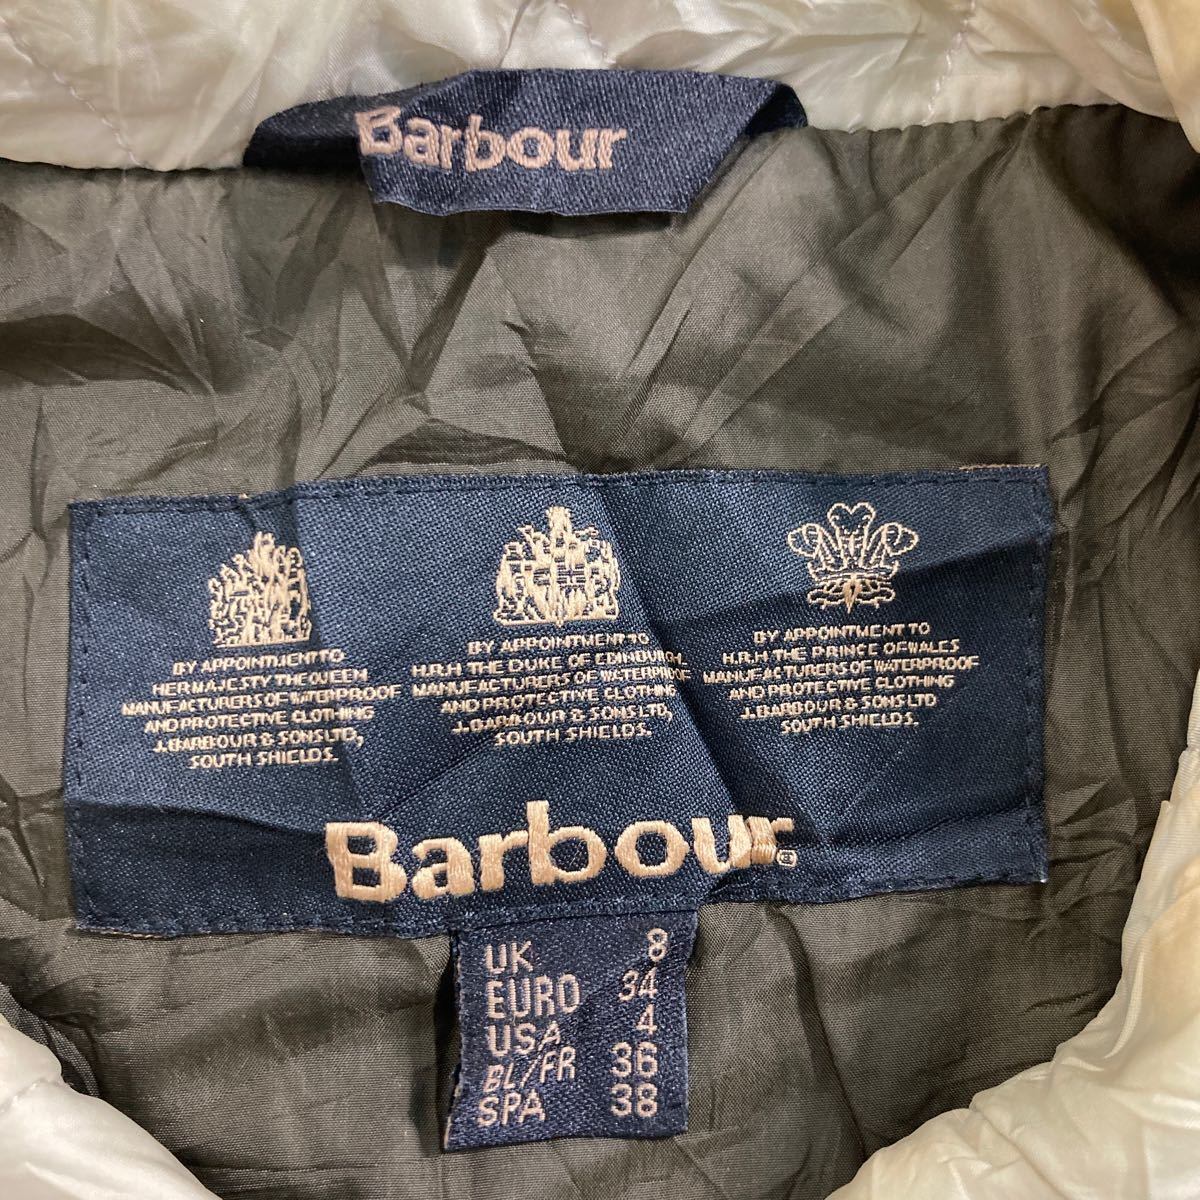 Barbour
BY APPOINTMENT TO
HER MAJESTY THE QUEEN
MANUFACTURERS OF WATERPROOF
AND PROTECTIVE CLOTHING
J. BARBOUR & SONS LTD,
SOUTH SHIELDS.
BY APPOINTMENT TO
H.R.H THE DUKE OF EDINBURGH
MANUFACTURERS OF WATERPROOF
AND PROTECTIVE CLOTHING
J. BARBOUR & SONS LTD,
SOUTH SHIELDS.
BY APPOINTMENT TO
H.R.H THE PRINCE OF WALES
MANUFACTURERS OF WATERPROOF
AND PROTECTIVE CLOTHING
J. BARBOUR & SONS LTD
SOUTH SHIELDS.
Barbour®
UK 8
EURO 34
USA 4
BL/FR 36
SPA 38